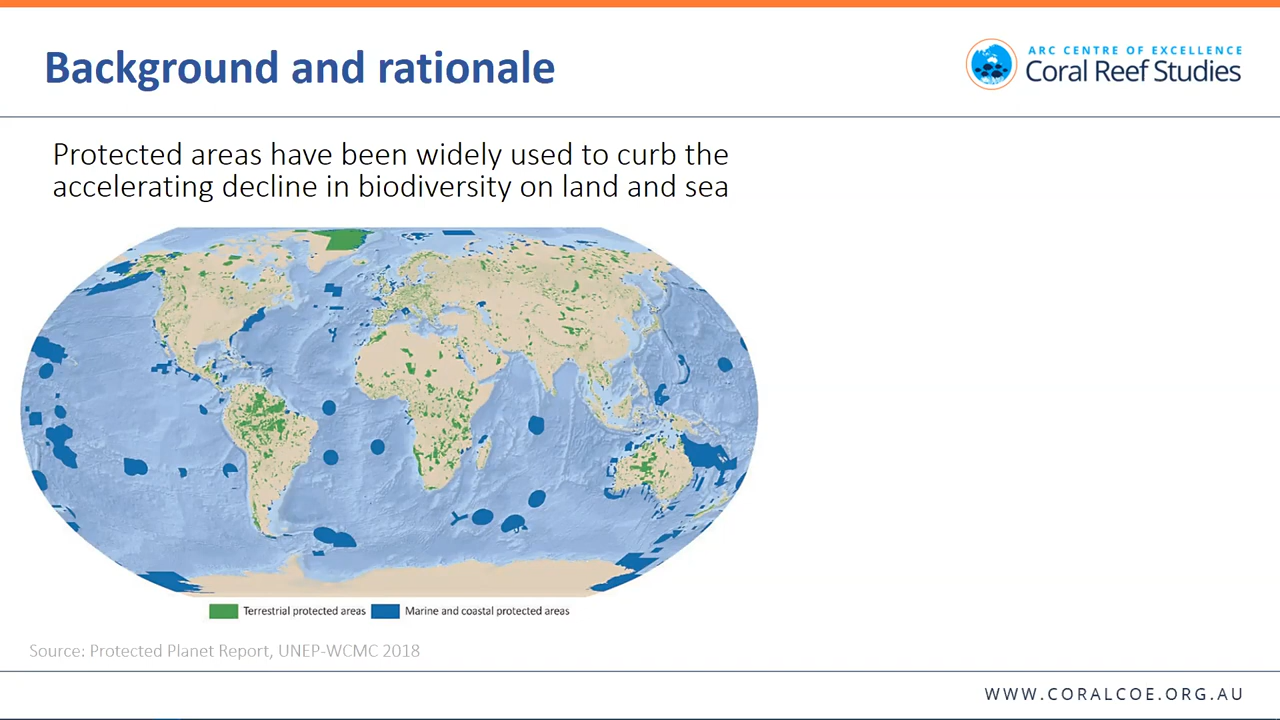 Background and rationale
ARC CENTRE OF EXCELLENCE
Coral Reef Studies
Protected areas have been widely used to curb the
accelerating decline in biodiversity on land and sea
Terrestrial protected areas
Marine and coastal protected areas
Source: Protected Planet Report, UNEP-WCMC 2018
WWW.CORALCOE.ORG.AU